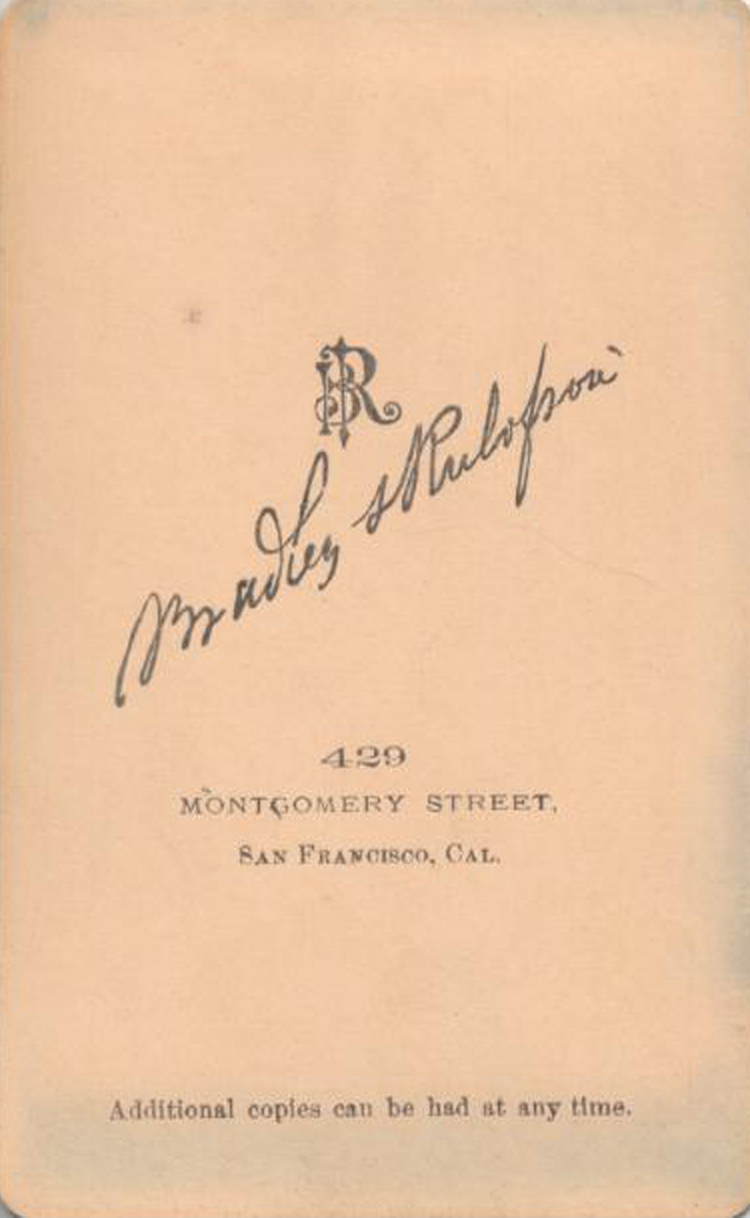 BR
Bradley & Rulofson
429
MONTGOMERY STREET,
SAN FRANCISCO, CAL.
Additional copies can be had at any time.